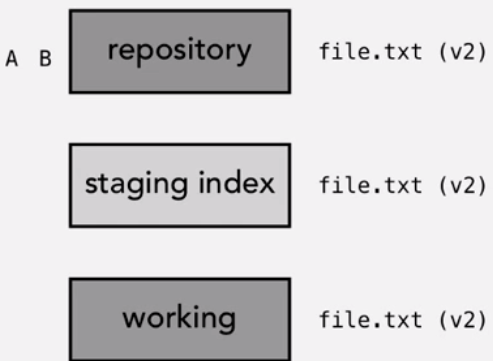 A B repository file.txt (v2)
staging index file.txt (v2)
working file.txt (v2)